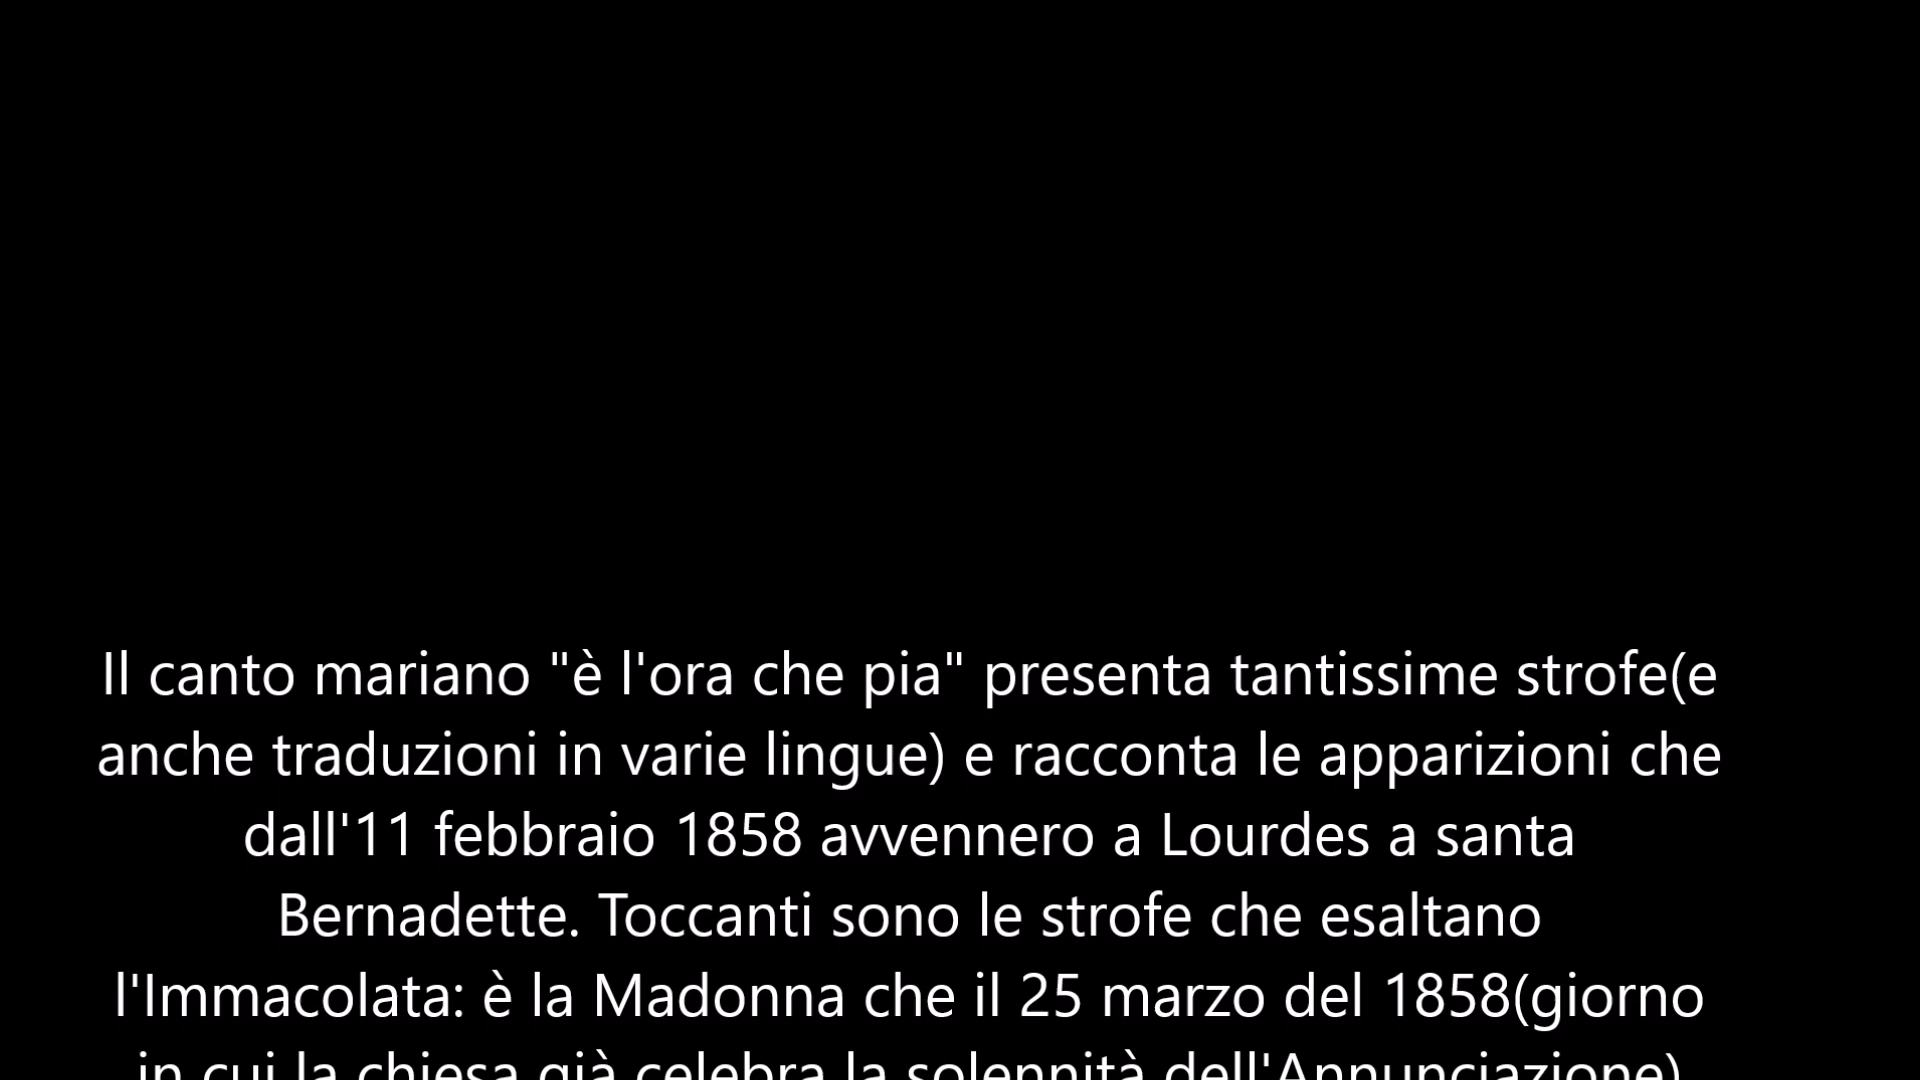 Il canto mariano "è l'ora che pia" presenta tantissime strofe(e
anche traduzioni in varie lingue) e racconta le apparizioni che
dall'11 febbraio 1858 avvennero a Lourdes a santa
Bernadette. Toccanti sono le strofe che esaltano
l'Immacolata: è la Madonna che il 25 marzo del 1858(giorno
in cui la chiesa già celebra la solennità dell'Annunciazione)